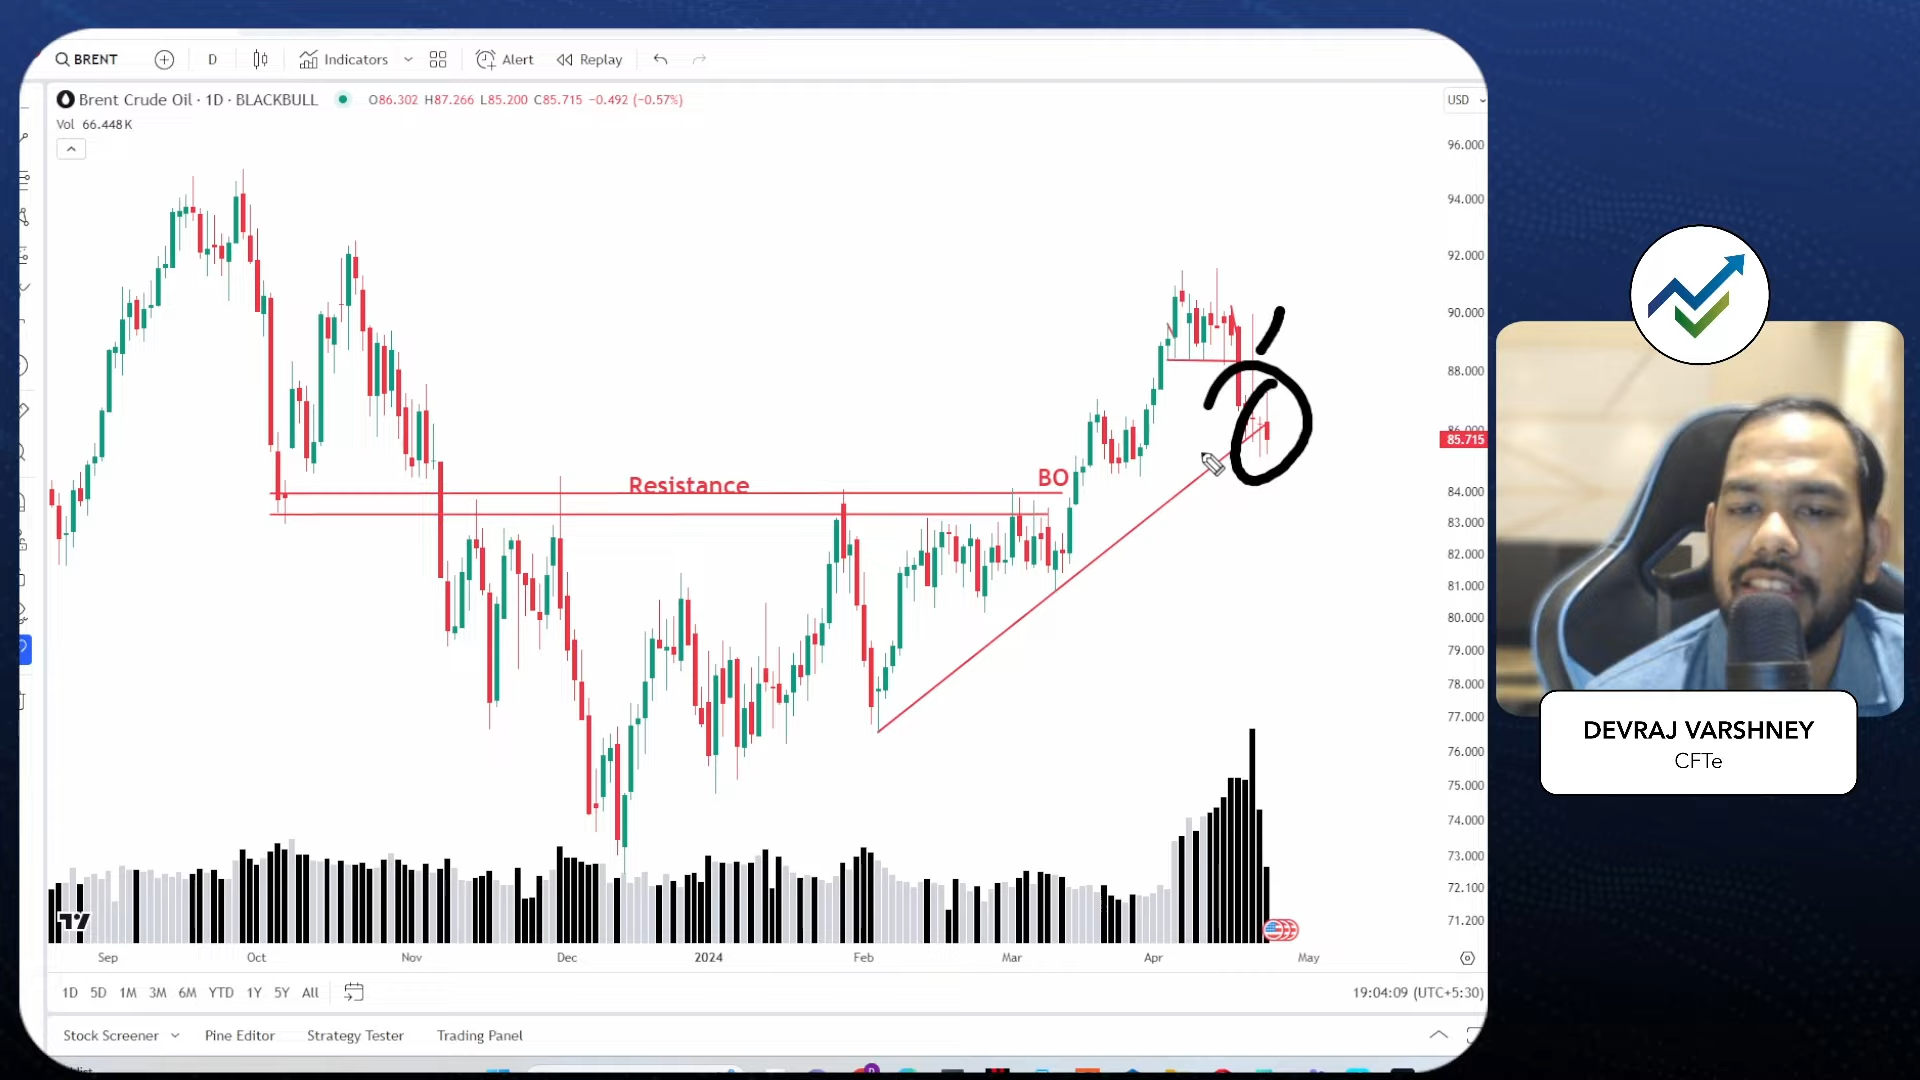 BRENT D Indicators Alert Replay
Brent Crude Oil · 1D · BLACKBULL O86.302 H87.266 L85.200 C85.715 −0.492 (−0.57%) USD
Vol 66.448K
96.000
94.000
92.000
90.000
88.000
86.000
85.715
84.000
83.000
82.000
81.000
80.000
79.000
78.000
77.000
76.000
75.000
74.000
73.000
72.100
71.200
Resistance
BO
Sep Oct Nov Dec 2024 Feb Mar Apr May
1D 5D 1M 3M 6M YTD 1Y 5Y All 19:04:09 (UTC+5:30)
Stock Screener Pine Editor Strategy Tester Trading Panel
DEVRAJ VARSHNEY
CFTe